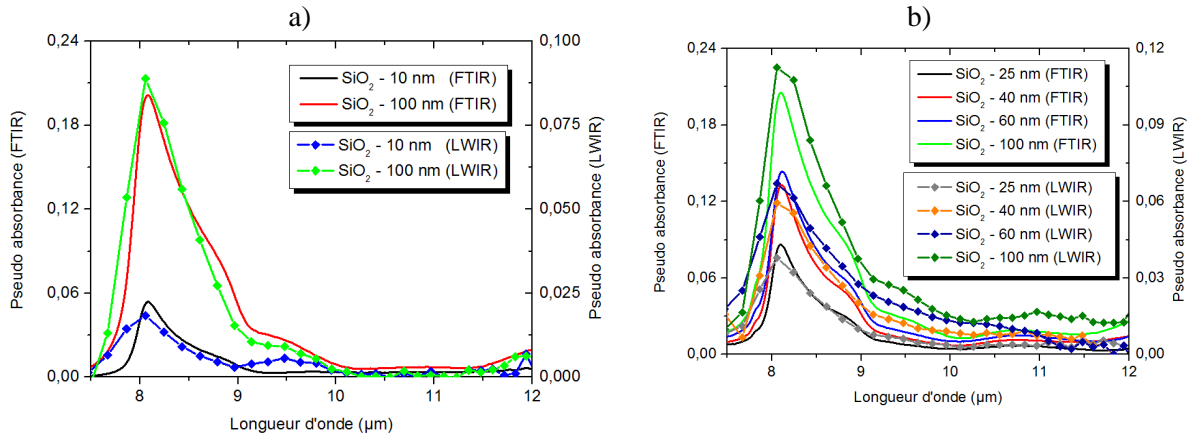 a)
0,24
0,18
0,12
0,06
0,00
Pseudo absorbance (FTIR)
0,100
0,075
0,050
0,025
0,000
Pseudo absorbance (LWIR)
SiO₂ - 10 nm (FTIR)
SiO₂ - 100 nm (FTIR)
SiO₂ - 10 nm (LWIR)
SiO₂ - 100 nm (LWIR)
8 9 10 11 12
Longueur d'onde (µm)
b)
0,24
0,18
0,12
0,06
0,00
Pseudo absorbance (FTIR)
0,12
0,09
0,06
0,03
0,00
Pseudo absorbance (LWIR)
SiO₂ - 25 nm (FTIR)
SiO₂ - 40 nm (FTIR)
SiO₂ - 60 nm (FTIR)
SiO₂ - 100 nm (FTIR)
SiO₂ - 25 nm (LWIR)
SiO₂ - 40 nm (LWIR)
SiO₂ - 60 nm (LWIR)
SiO₂ - 100 nm (LWIR)
8 9 10 11 12
Longueur d'onde (µm)